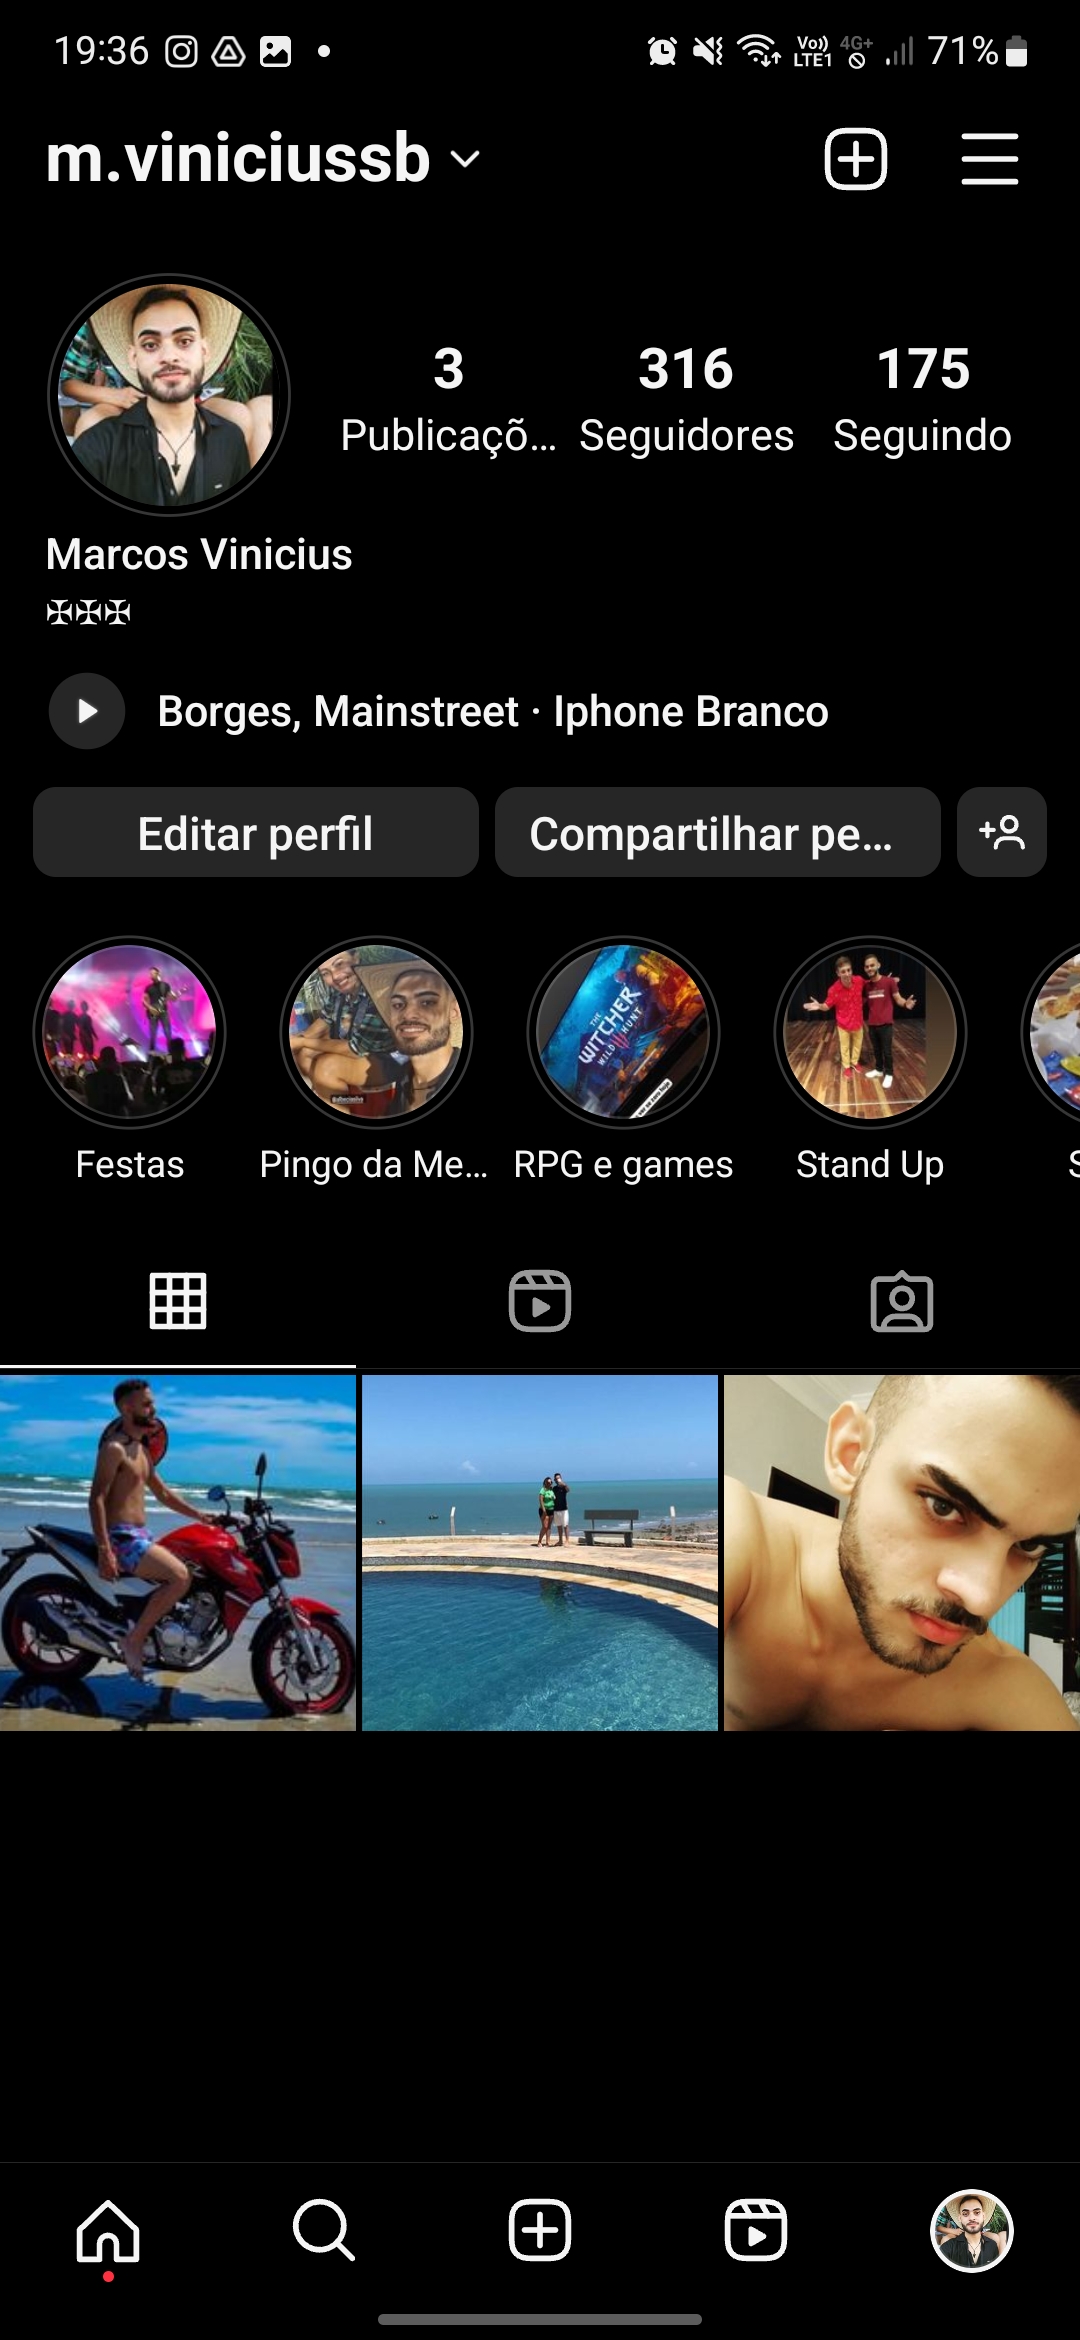 19:36
Vo)) LTE1 4G+ 71%
m.viniciussb
3 316 175
Publicaçõ... Seguidores Seguindo
Marcos Vinicius
✠✠✠
Borges, Mainstreet · Iphone Branco
Editar perfil Compartilhar pe...
THE WITCHER
WILD HUNT
Festas Pingo da Me... RPG e games Stand Up S